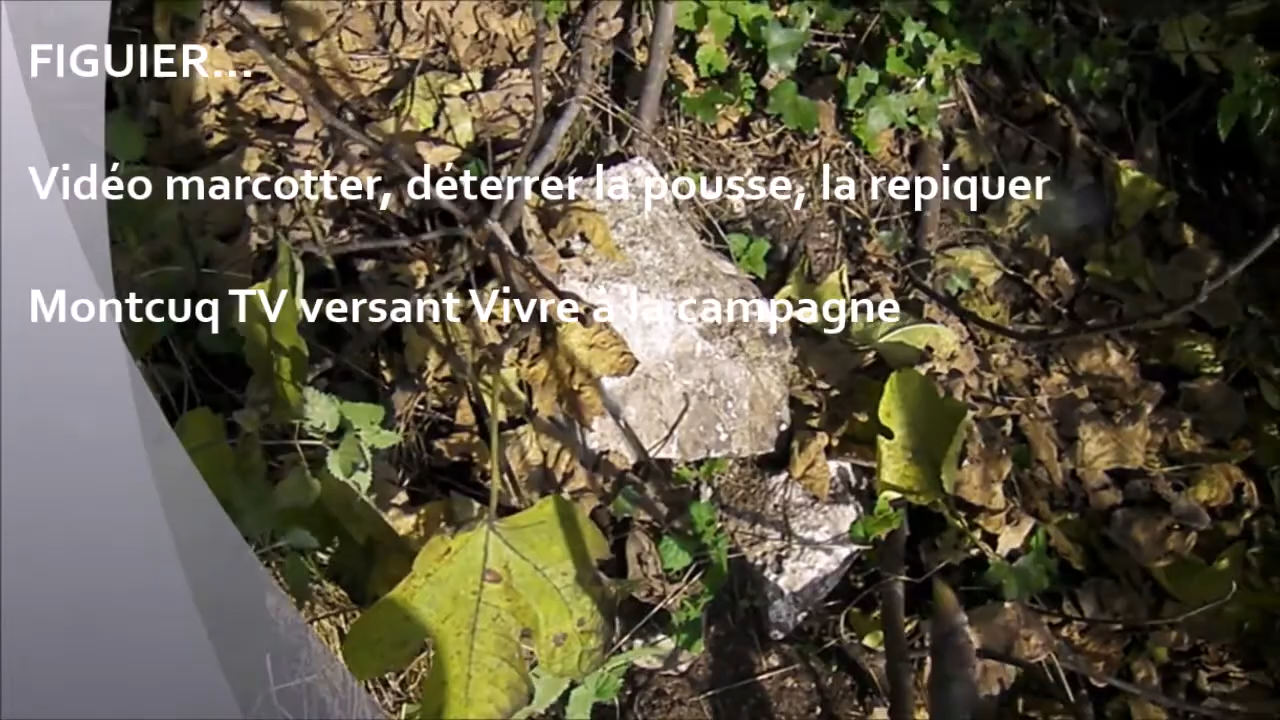 FIGUIER...
Vidéo marcotter, déterrer la pousse, la repiquer
Montcuq TV versant Vivre à la campagne